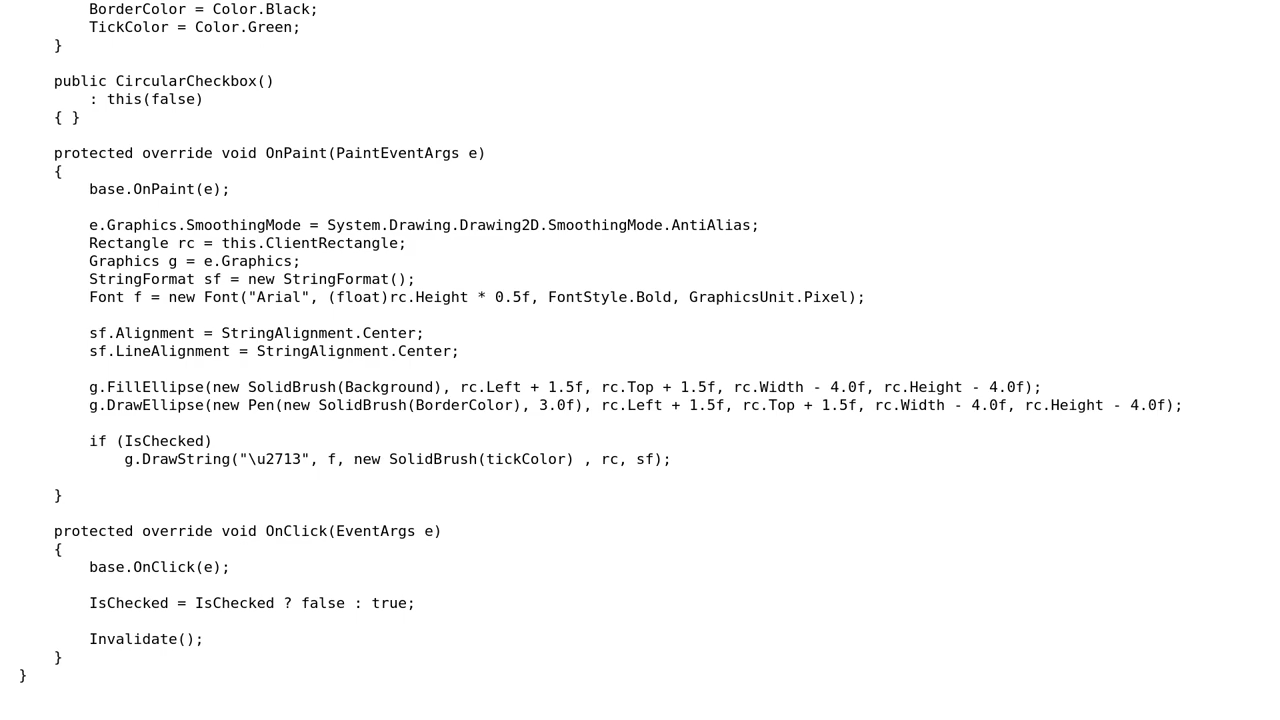 BorderColor = Color.Black;
        TickColor = Color.Green;
    }

    public CircularCheckbox()
        : this(false)
    { }

    protected override void OnPaint(PaintEventArgs e)
    {
        base.OnPaint(e);

        e.Graphics.SmoothingMode = System.Drawing.Drawing2D.SmoothingMode.AntiAlias;
        Rectangle rc = this.ClientRectangle;
        Graphics g = e.Graphics;
        StringFormat sf = new StringFormat();
        Font f = new Font("Arial", (float)rc.Height * 0.5f, FontStyle.Bold, GraphicsUnit.Pixel);

        sf.Alignment = StringAlignment.Center;
        sf.LineAlignment = StringAlignment.Center;

        g.FillEllipse(new SolidBrush(Background), rc.Left + 1.5f, rc.Top + 1.5f, rc.Width - 4.0f, rc.Height - 4.0f);
        g.DrawEllipse(new Pen(new SolidBrush(BorderColor), 3.0f), rc.Left + 1.5f, rc.Top + 1.5f, rc.Width - 4.0f, rc.Height - 4.0f);

        if (IsChecked)
            g.DrawString("\u2713", f, new SolidBrush(tickColor) , rc, sf);

    }

    protected override void OnClick(EventArgs e)
    {
        base.OnClick(e);

        IsChecked = IsChecked ? false : true;

        Invalidate();
    }
}